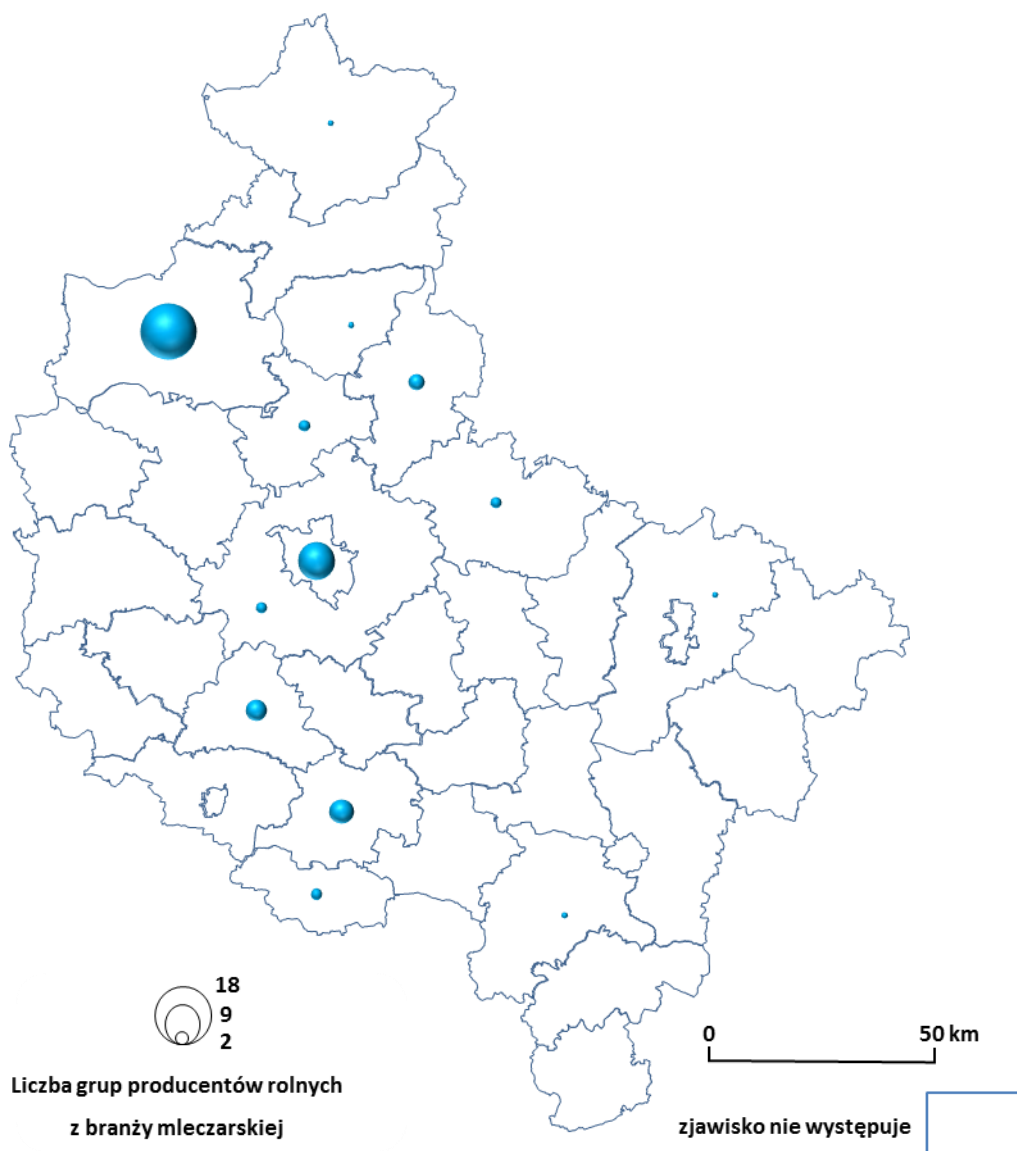 18
9
2
Liczba grup producentów rolnych
z branży mleczarskiej
0 50 km
zjawisko nie występuje